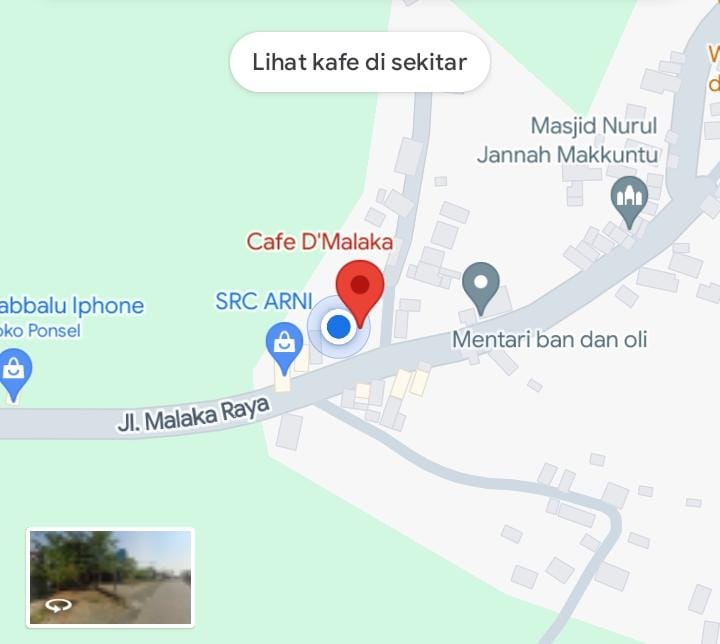 Lihat kafe di sekitar
W
d
Masjid Nurul
Jannah Makkuntu
Cafe D'Malaka
abbalu Iphone
oko Ponsel
SRC ARNI
Mentari ban dan oli
Jl. Malaka Raya